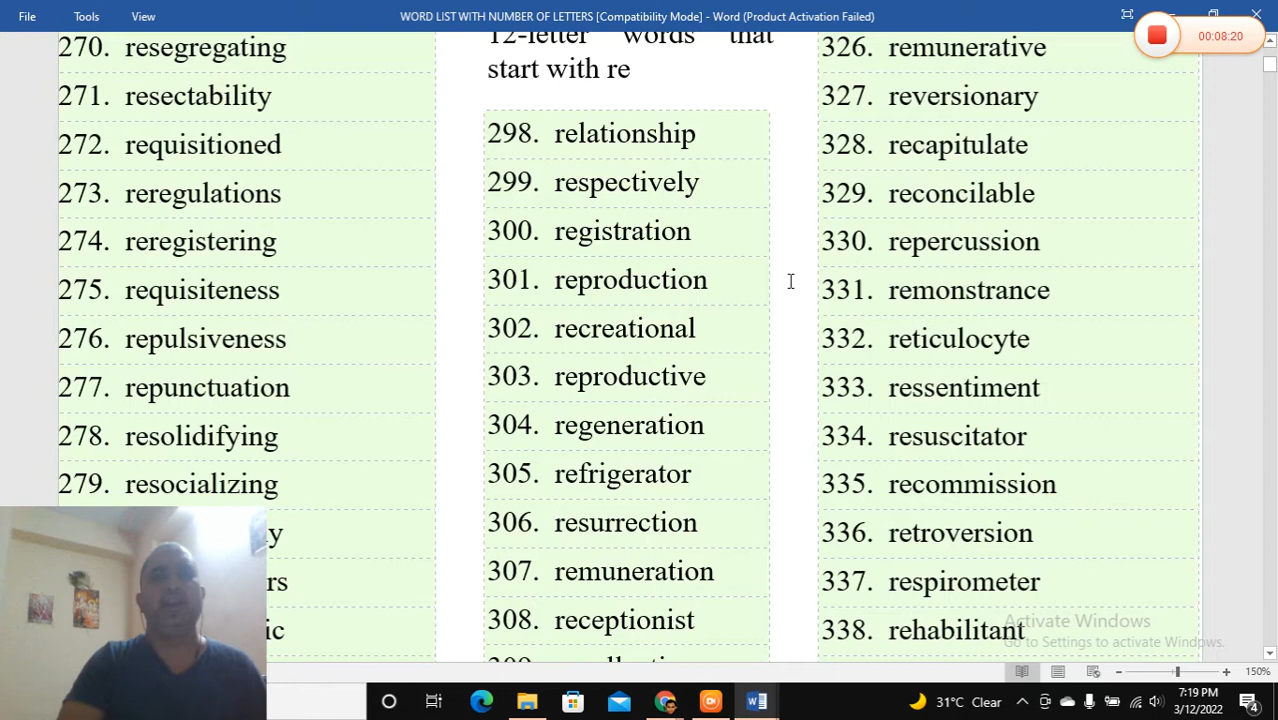 File Tools View WORD LIST WITH NUMBER OF LETTERS [Compatibility Mode] - Word (Product Activation Failed)
00:08:20
270. resegregating
271. resectability
272. requisitioned
273. reregulations
274. reregistering
275. requisiteness
276. repulsiveness
277. repunctuation
278. resolidifying
279. resocializing
y
rs
ic
12-letter words that
start with re
298. relationship
299. respectively
300. registration
301. reproduction
302. recreational
303. reproductive
304. regeneration
305. refrigerator
306. resurrection
307. remuneration
308. receptionist
326. remunerative
327. reversionary
328. recapitulate
329. reconcilable
330. repercussion
331. remonstrance
332. reticulocyte
333. ressentiment
334. resuscitator
335. recommission
336. retroversion
337. respirometer
338. rehabilitant
Activate Windows
Go to Settings to activate Windows.
150%
31°C Clear
7:19 PM
3/12/2022
4